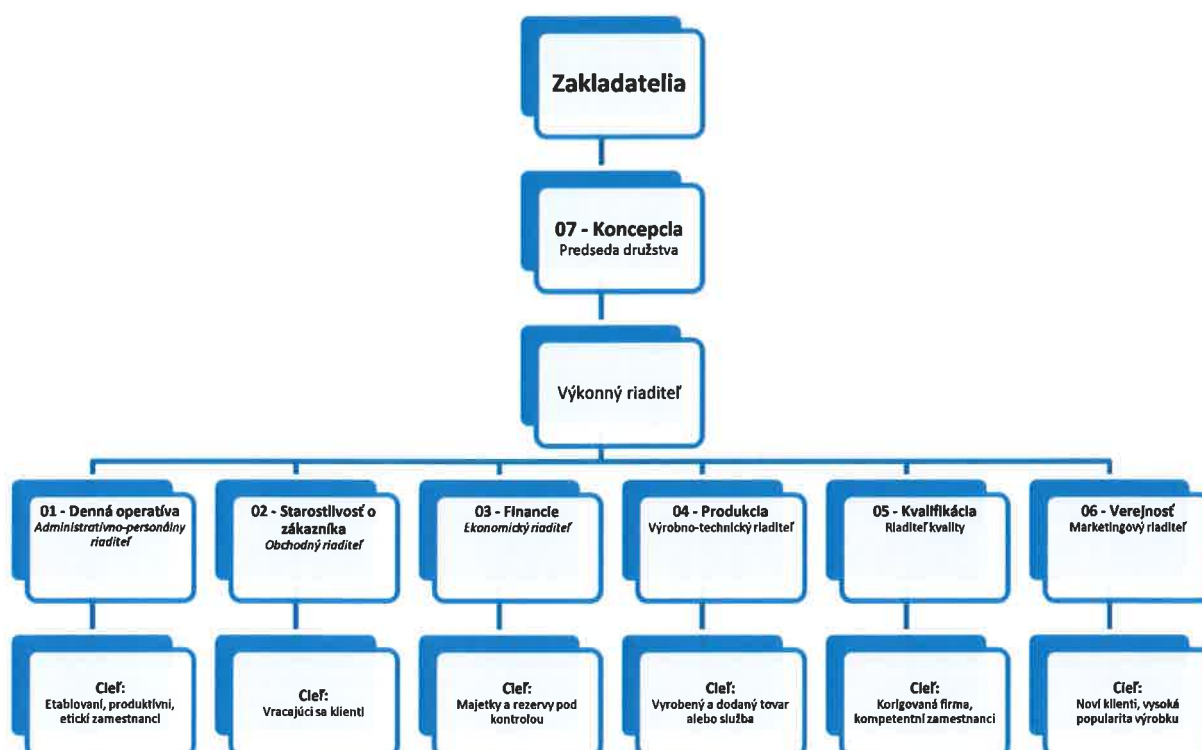 Zakladatelia
07 - Koncepcia
Predseda družstva
Výkonný riaditeľ
01 - Denná operatíva
Administratívno-personálny
riaditeľ
02 - Starostlivosť o
zákazníka
Obchodný riaditeľ
03 - Financie
Ekonomický riaditeľ
04 - Produkcia
Výrobno-technický riaditeľ
05 - Kvalifikácia
Riaditeľ kvality
06 - Verejnosť
Marketingový riaditeľ
Cieľ:
Etablovaní, produktívni,
etickí zamestnanci
Cieľ:
Vracajúci sa klienti
Cieľ:
Majetky a rezervy pod
kontrolou
Cieľ:
Vyrobený a dodaný tovar
alebo služba
Cieľ:
Korigovaná firma,
kompetentní zamestnanci
Cieľ:
Noví klienti, vysoká
popularita výrobku